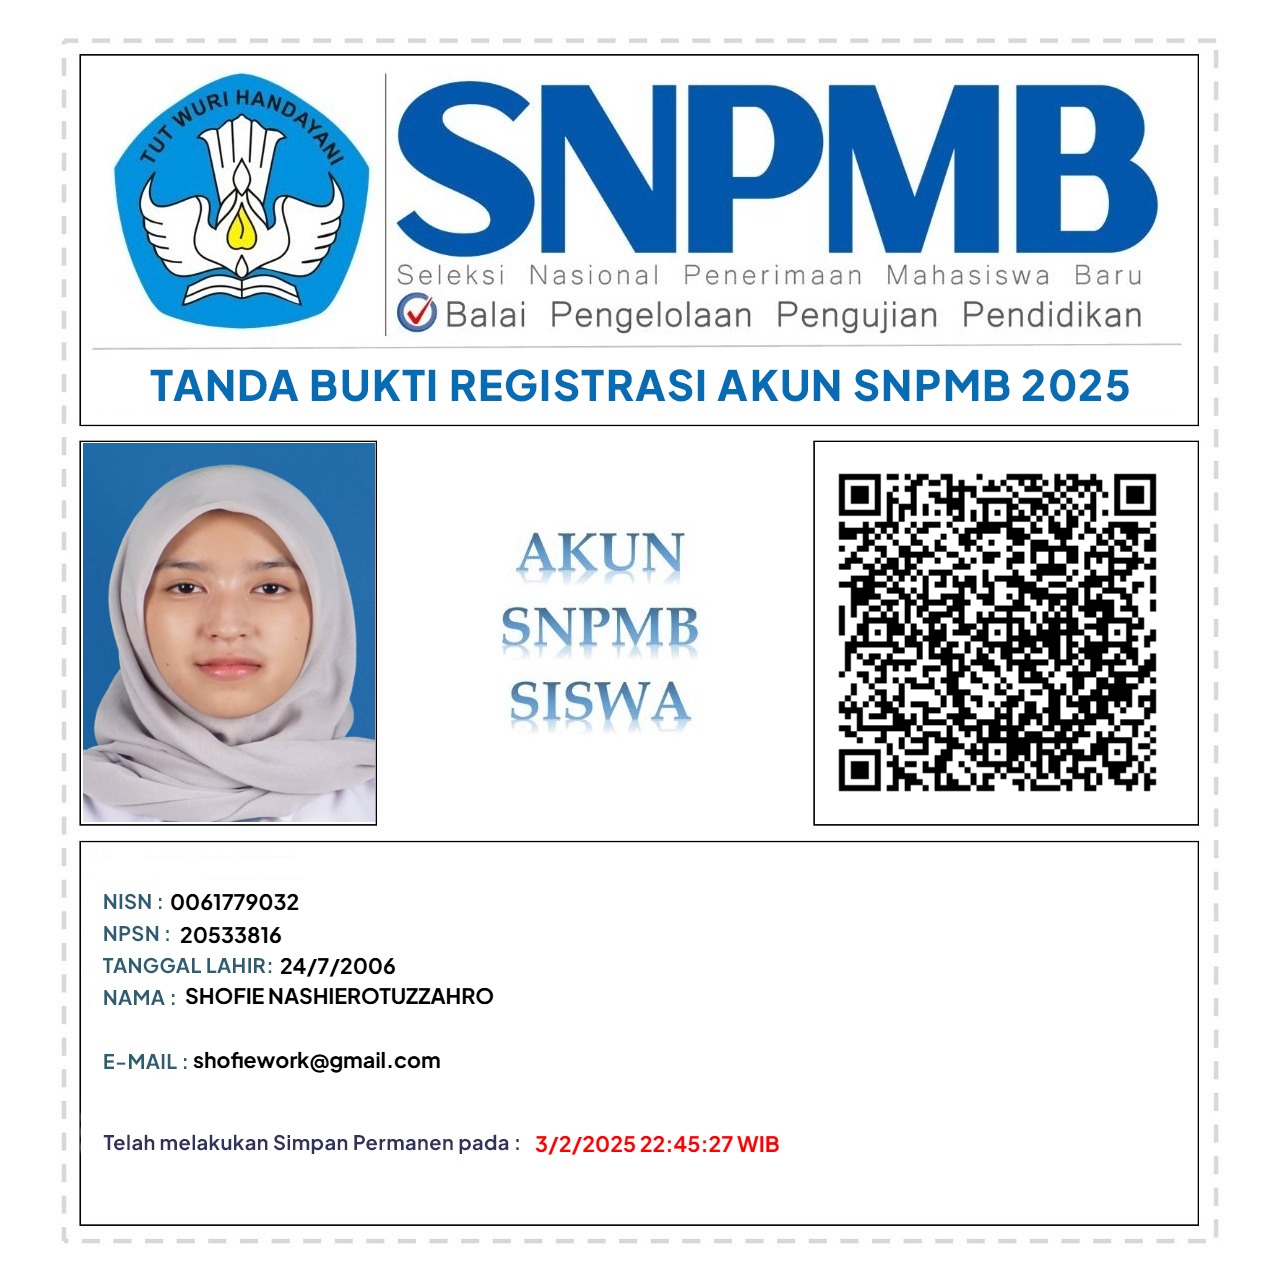 TUT WURI HANDAYANI
SNPMB
Seleksi Nasional Penerimaan Mahasiswa Baru
Balai Pengelolaan Pengujian Pendidikan
TANDA BUKTI REGISTRASI AKUN SNPMB 2025
AKUN
SNPMB
SISWA
NISN : 0061779032
NPSN : 20533816
TANGGAL LAHIR: 24/7/2006
NAMA : SHOFIE NASHIEROTUZZAHRO
E-MAIL : shofiework@gmail.com
Telah melakukan Simpan Permanen pada : 3/2/2025 22:45:27 WIB